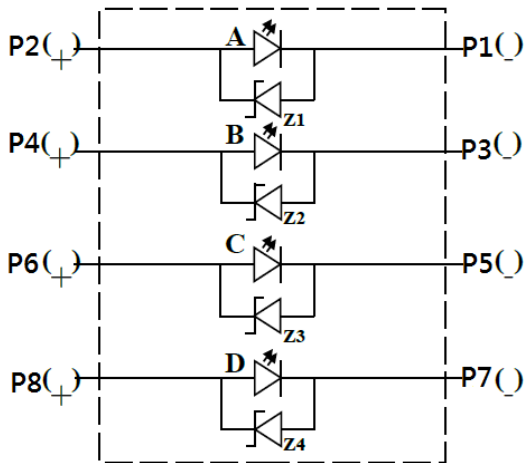 P2(+) A P1(-)
Z1
P4(+) B P3(-)
Z2
P6(+) C P5(-)
Z3
P8(+) D P7(-)
Z4